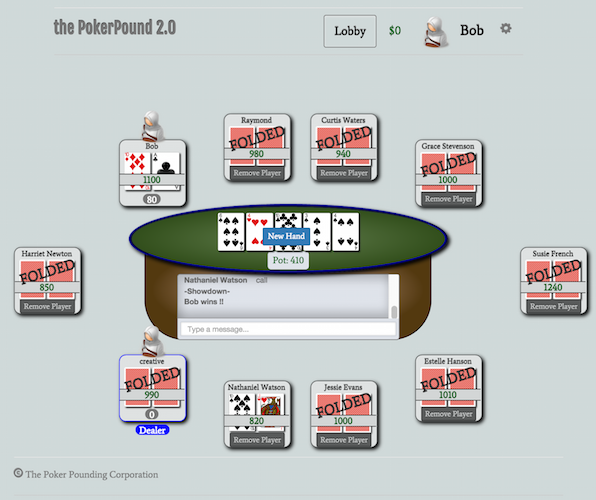 the PokerPound 2.0
Lobby
$0
Bob
Raymond
FOLDED
980
Remove Player
Curtis Waters
FOLDED
940
Remove Player
Bob
1100
80
Grace Stevenson
FOLDED
1000
Remove Player
New Hand
Pot: 410
Harriet Newton
FOLDED
850
Remove Player
Susie French
FOLDED
1240
Remove Player
Nathaniel Watson call
-Showdown-
Bob wins !!
Type a message...
creative
FOLDED
990
0
Dealer
Nathaniel Watson
820
Remove Player
Jessie Evans
FOLDED
1000
Remove Player
Estelle Hanson
FOLDED
1010
Remove Player
The Poker Pounding Corporation